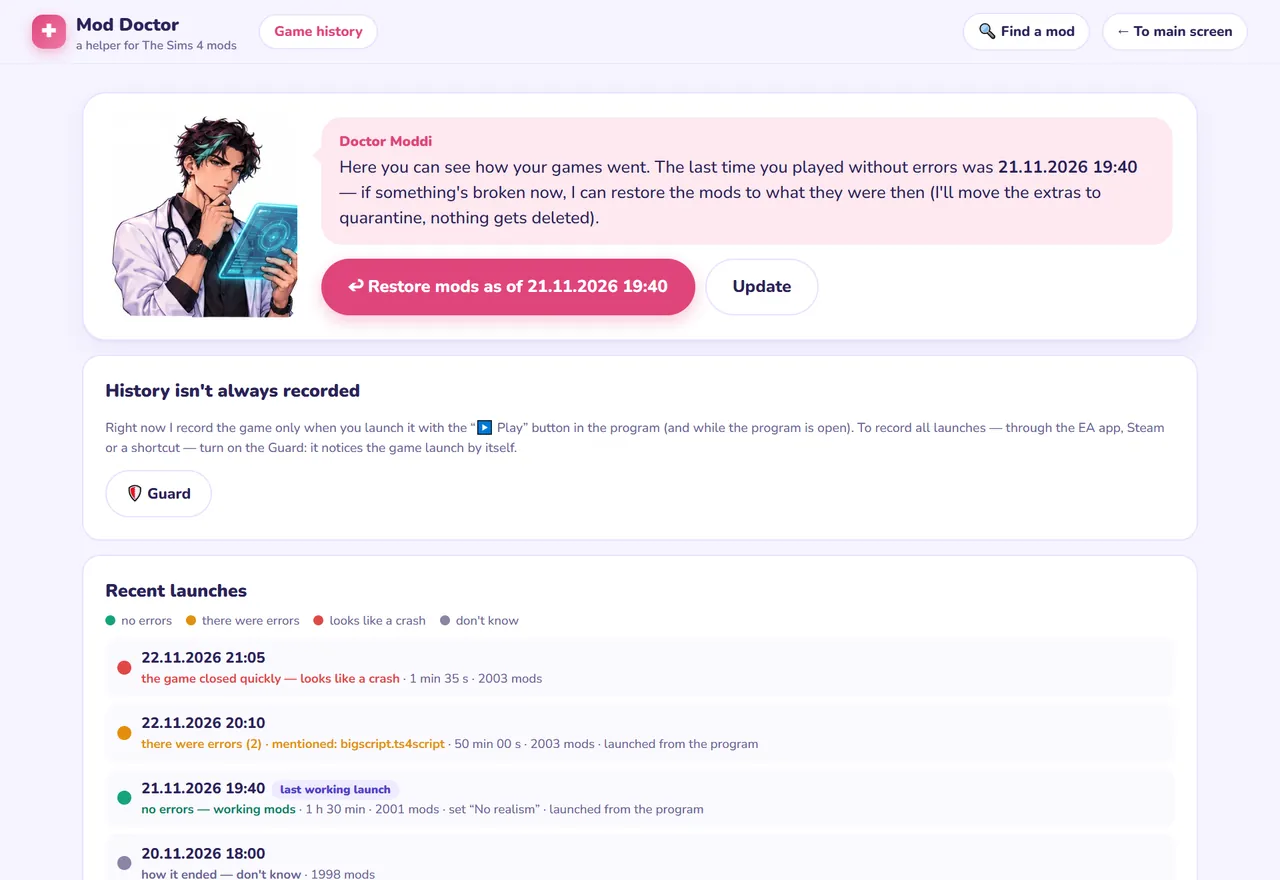 Mod Doctor
a helper for The Sims 4 mods
Game history
🔍 Find a mod
← To main screen
Doctor Moddi
Here you can see how your games went. The last time you played without errors was 21.11.2026 19:40
— if something's broken now, I can restore the mods to what they were then (I'll move the extras to
quarantine, nothing gets deleted).
↩ Restore mods as of 21.11.2026 19:40
Update
History isn't always recorded
Right now I record the game only when you launch it with the “▶️ Play” button in the program (and while the program is open). To record all launches — through the EA app, Steam
or a shortcut — turn on the Guard: it notices the game launch by itself.
🛡 Guard
Recent launches
no errors there were errors looks like a crash don't know
22.11.2026 21:05
the game closed quickly — looks like a crash · 1 min 35 s · 2003 mods
22.11.2026 20:10
there were errors (2) · mentioned: bigscript.ts4script · 50 min 00 s · 2003 mods · launched from the program
21.11.2026 19:40 last working launch
no errors — working mods · 1 h 30 min · 2001 mods · set “No realism” · launched from the program
20.11.2026 18:00
how it ended — don't know · 1998 mods